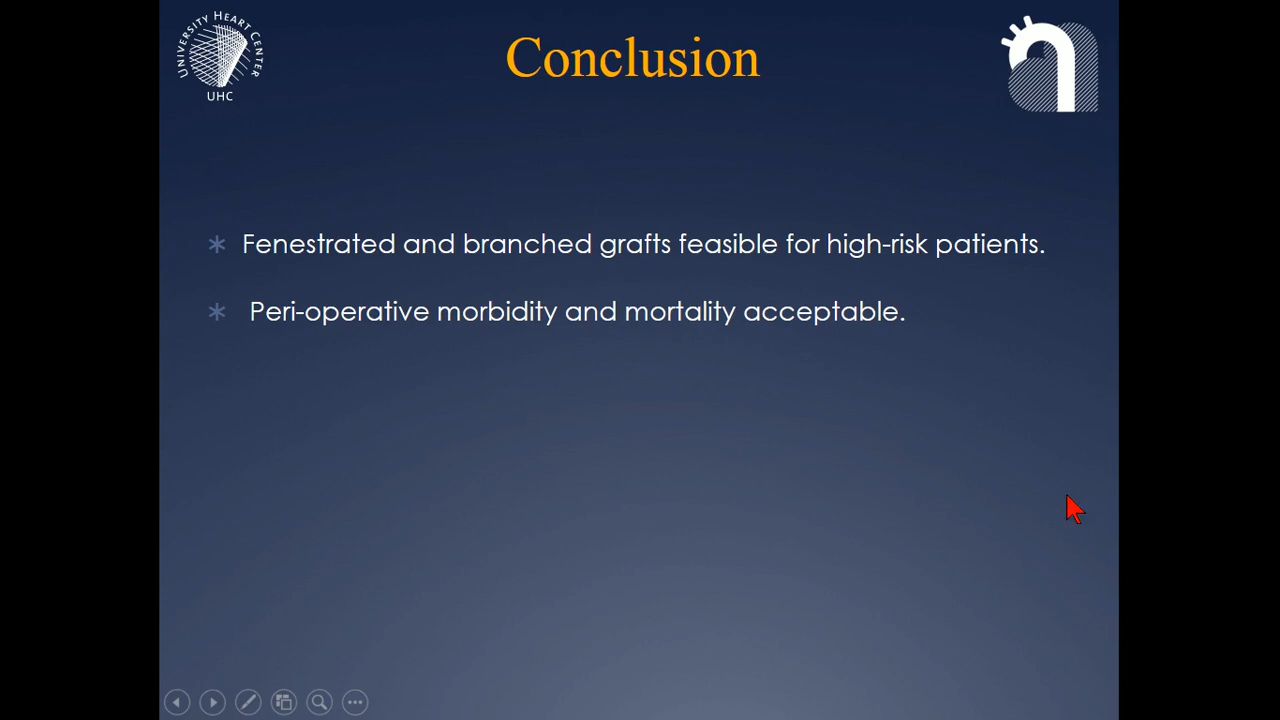 UNIVERSITY HEART CENTER
UHC
Conclusion
Fenestrated and branched grafts feasible for high-risk patients.
Peri-operative morbidity and mortality acceptable.